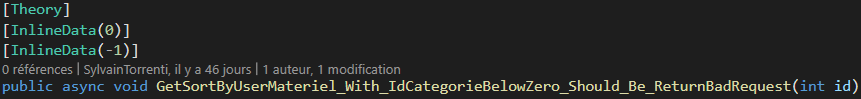 [Theory]
[InlineData(0)]
[InlineData(-1)]
0 références | SylvainTorrenti, il y a 46 jours | 1 auteur, 1 modification
public async void GetSortByUserMateriel_With_IdCategorieBelowZero_Should_Be_ReturnBadRequest(int id)